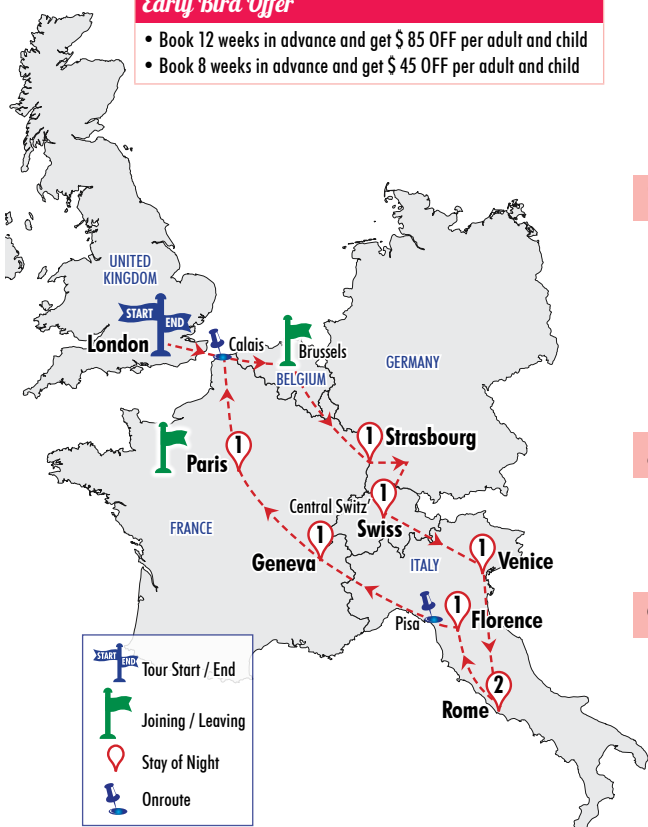 Early Bird Offer
• Book 12 weeks in advance and get $ 85 OFF per adult and child
• Book 8 weeks in advance and get $ 45 OFF per adult and child
UNITED
KINGDOM
START
END
London
Calais
Brussels
BELGIUM
GERMANY
1
Strasbourg
1
Paris
Central Switz
1
Swiss
FRANCE
1
Geneva
ITALY
1
Venice
Pisa
1
Florence
2
Rome
START
END
Tour Start / End
Joining / Leaving
Stay of Night
Onroute